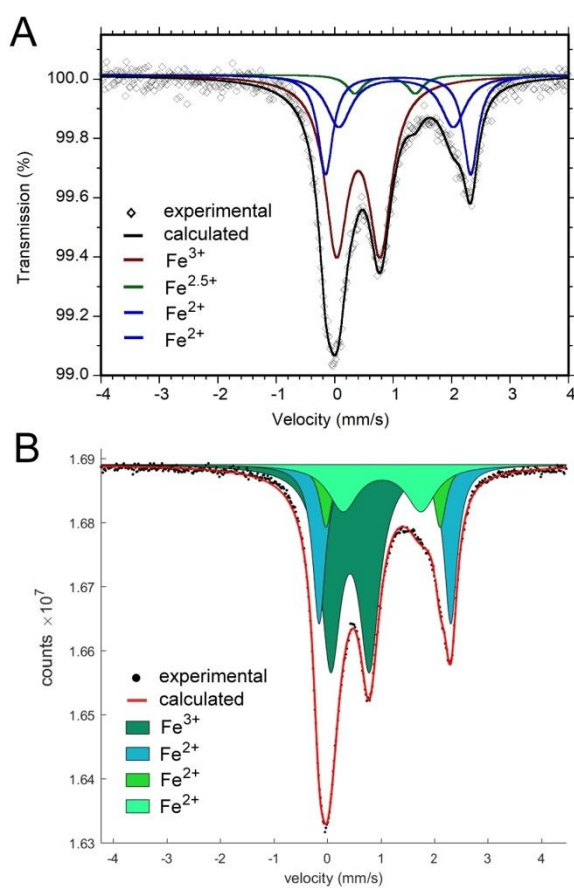 A
100.0
99.8
99.6
99.4
99.2
99.0
Transmission (%)
experimental
calculated
Fe³⁺
Fe²·⁵⁺
Fe²⁺
Fe²⁺
-4 -3 -2 -1 0 1 2 3 4
Velocity (mm/s)
B
1.69
1.68
1.67
1.66
1.65
1.64
1.63
counts ×10⁷
experimental
calculated
Fe³⁺
Fe²⁺
Fe²⁺
Fe²⁺
-4 -3 -2 -1 0 1 2 3 4
velocity (mm/s)